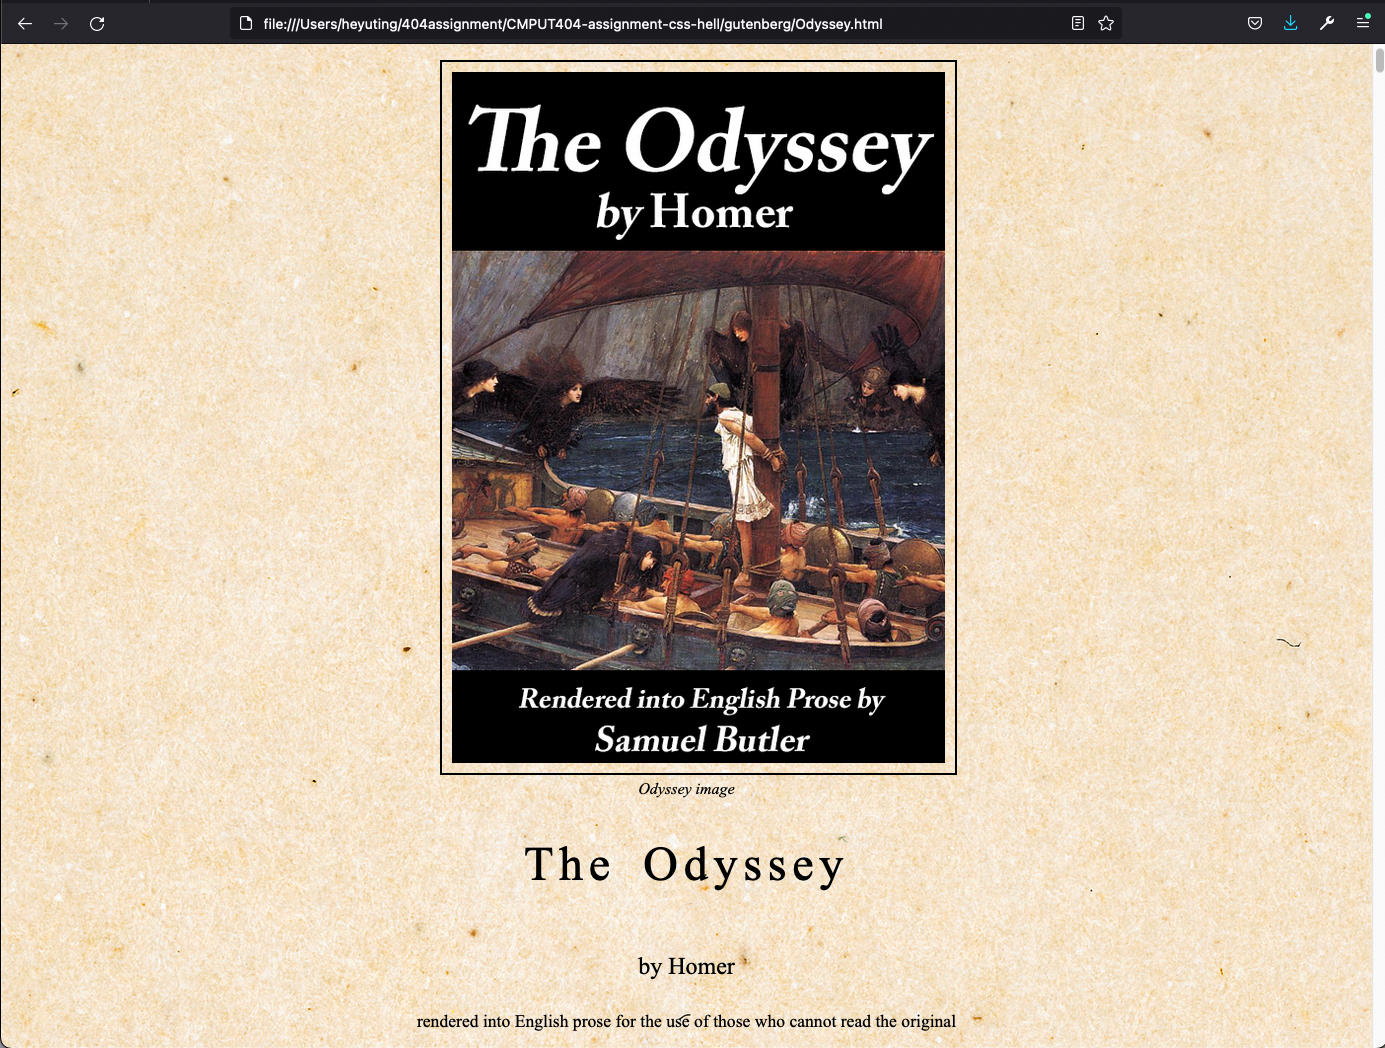 file:///Users/heyuting/404assignment/CMPUT404-assignment-css-hell/gutenberg/Odyssey.html
The Odyssey
by Homer
Rendered into English Prose by
Samuel Butler
Odyssey image
The Odyssey
by Homer
rendered into English prose for the use of those who cannot read the original